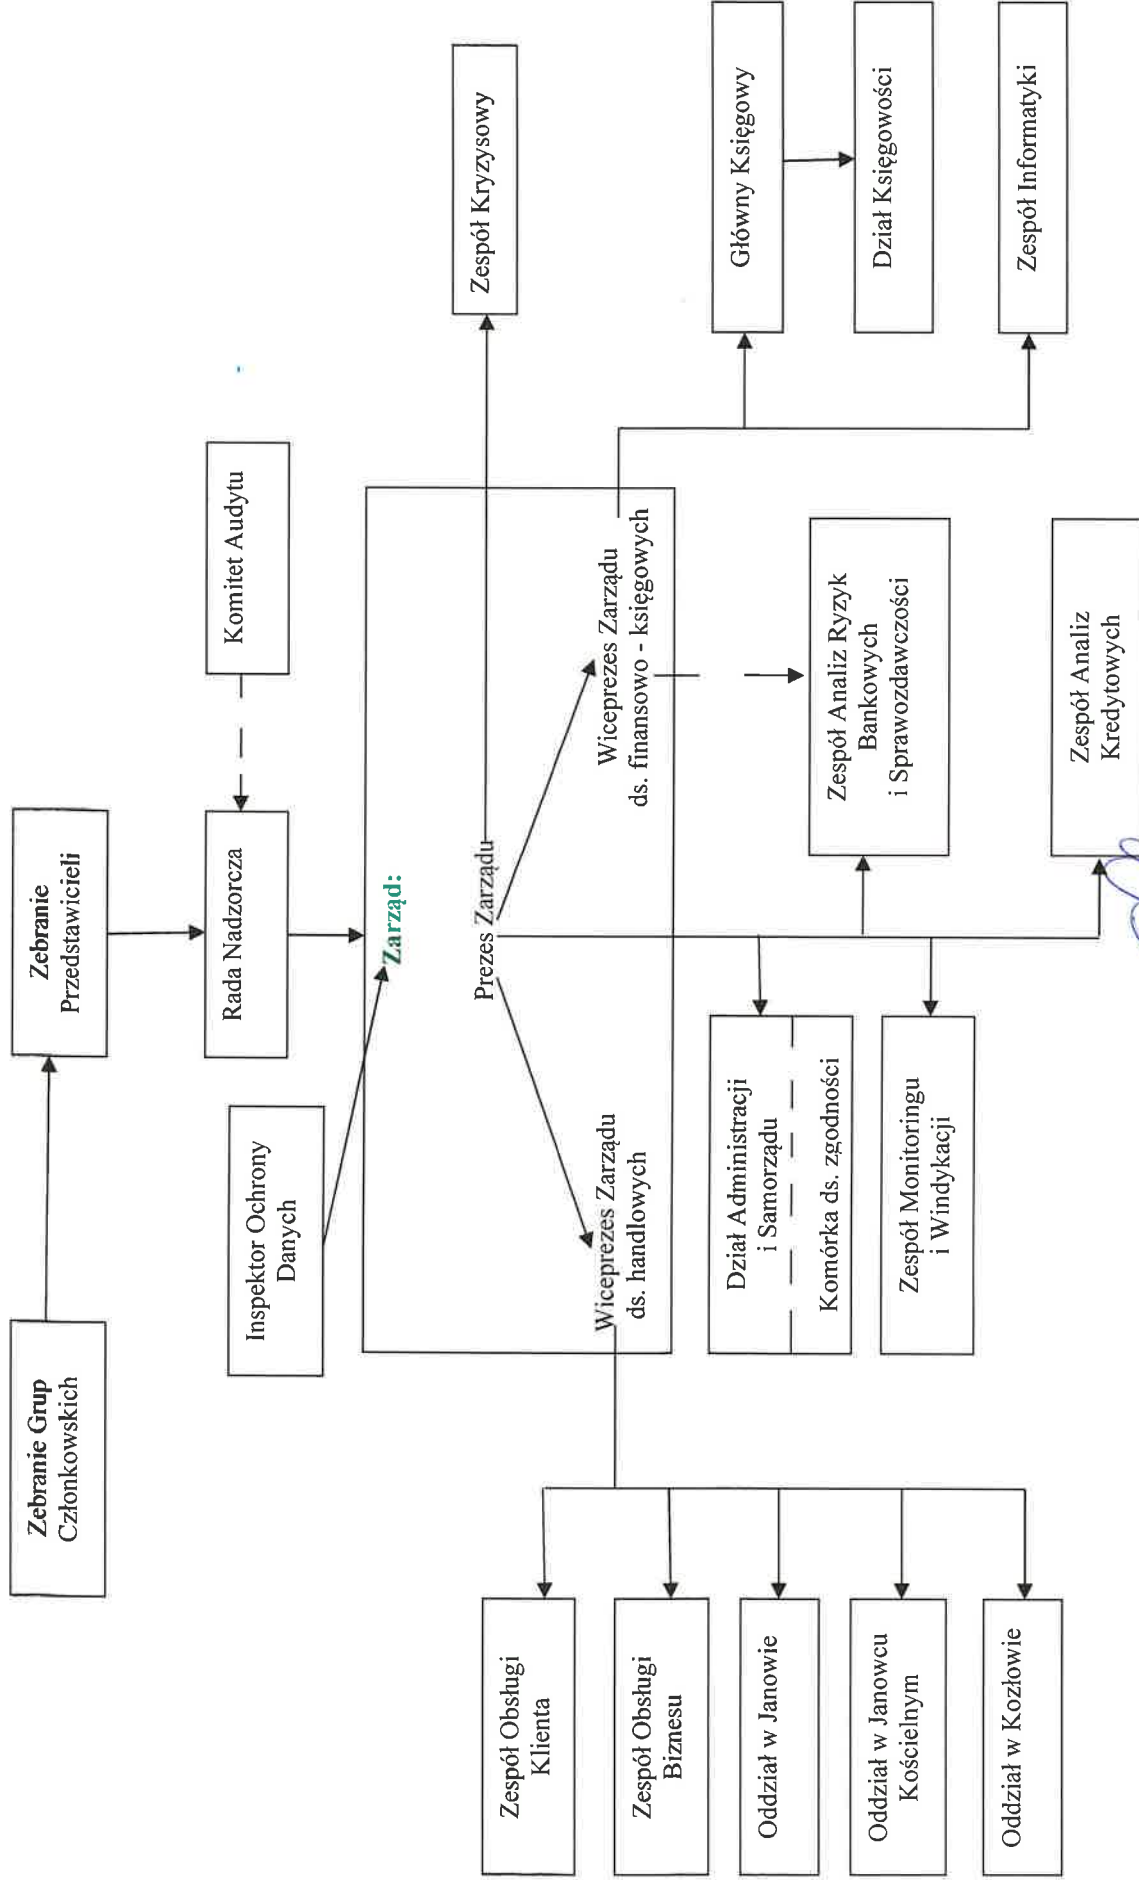 Zebranie Grup
Członkowskich
Zebranie
Przedstawicieli
Inspektor Ochrony
Danych
Rada Nadzorcza
Komitet Audytu
Zarząd:
Prezes Zarządu
Zespół Kryzysowy
Wiceprezes Zarządu
ds. handlowych
Wiceprezes Zarządu
ds. finansowo - księgowych
Zespół Obsługi
Klienta
Zespół Obsługi
Biznesu
Oddział w Janowie
Oddział w Janowcu
Kościelnym
Oddział w Kozłowie
Dział Administracji
i Samorządu
Komórka ds. zgodności
Zespół Monitoringu
i Windykacji
Zespół Analiz Ryzyk
Bankowych
i Sprawozdawczości
Zespół Analiz
Kredytowych
Główny Księgowy
Dział Księgowości
Zespół Informatyki